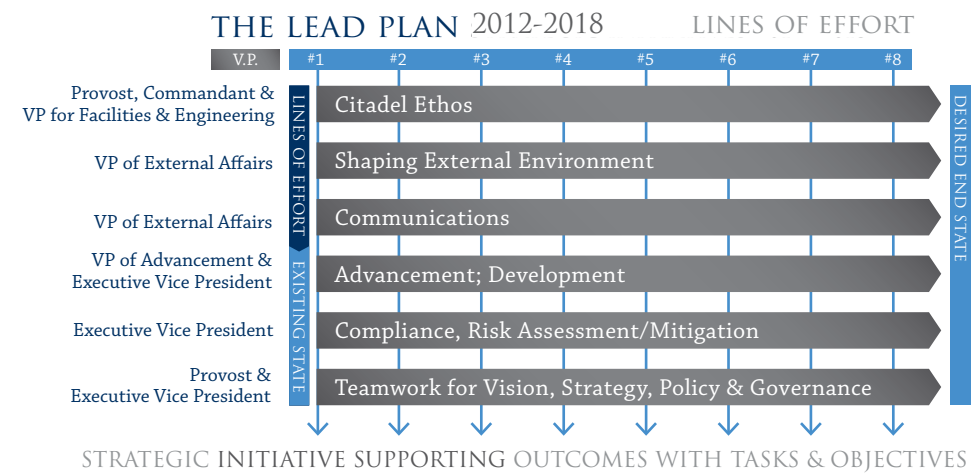 THE LEAD PLAN 2012-2018 LINES OF EFFORT
V.P. #1 #2 #3 #4 #5 #6 #7 #8
Provost, Commandant &
VP for Facilities & Engineering
Citadel Ethos
VP of External Affairs
Shaping External Environment
VP of External Affairs
Communications
VP of Advancement &
Executive Vice President
Advancement; Development
Executive Vice President
Compliance, Risk Assessment/Mitigation
Provost &
Executive Vice President
Teamwork for Vision, Strategy, Policy & Governance
LINES OF EFFORT
EXISTING STATE
DESIRED END STATE
STRATEGIC INITIATIVE SUPPORTING OUTCOMES WITH TASKS & OBJECTIVES